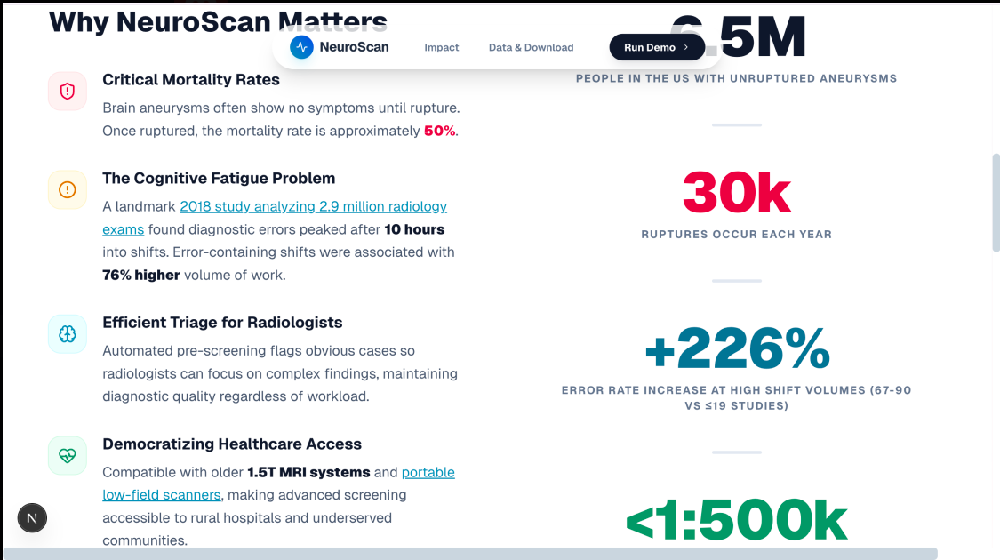 Why NeuroScan Matters
NeuroScan
Impact
Data & Download
Run Demo
Critical Mortality Rates
Brain aneurysms often show no symptoms until rupture.
Once ruptured, the mortality rate is approximately 50%.
The Cognitive Fatigue Problem
A landmark 2018 study analyzing 2.9 million radiology
exams found diagnostic errors peaked after 10 hours
into shifts. Error-containing shifts were associated with
76% higher volume of work.
Efficient Triage for Radiologists
Automated pre-screening flags obvious cases so
radiologists can focus on complex findings, maintaining
diagnostic quality regardless of workload.
Democratizing Healthcare Access
Compatible with older 1.5T MRI systems and portable
low-field scanners, making advanced screening
accessible to rural hospitals and underserved
communities.
N
6.5M
PEOPLE IN THE US WITH UNRUPTURED ANEURYSMS
30k
RUPTURES OCCUR EACH YEAR
+226%
ERROR RATE INCREASE AT HIGH SHIFT VOLUMES (67-90
VS ≤19 STUDIES)
<1:500k